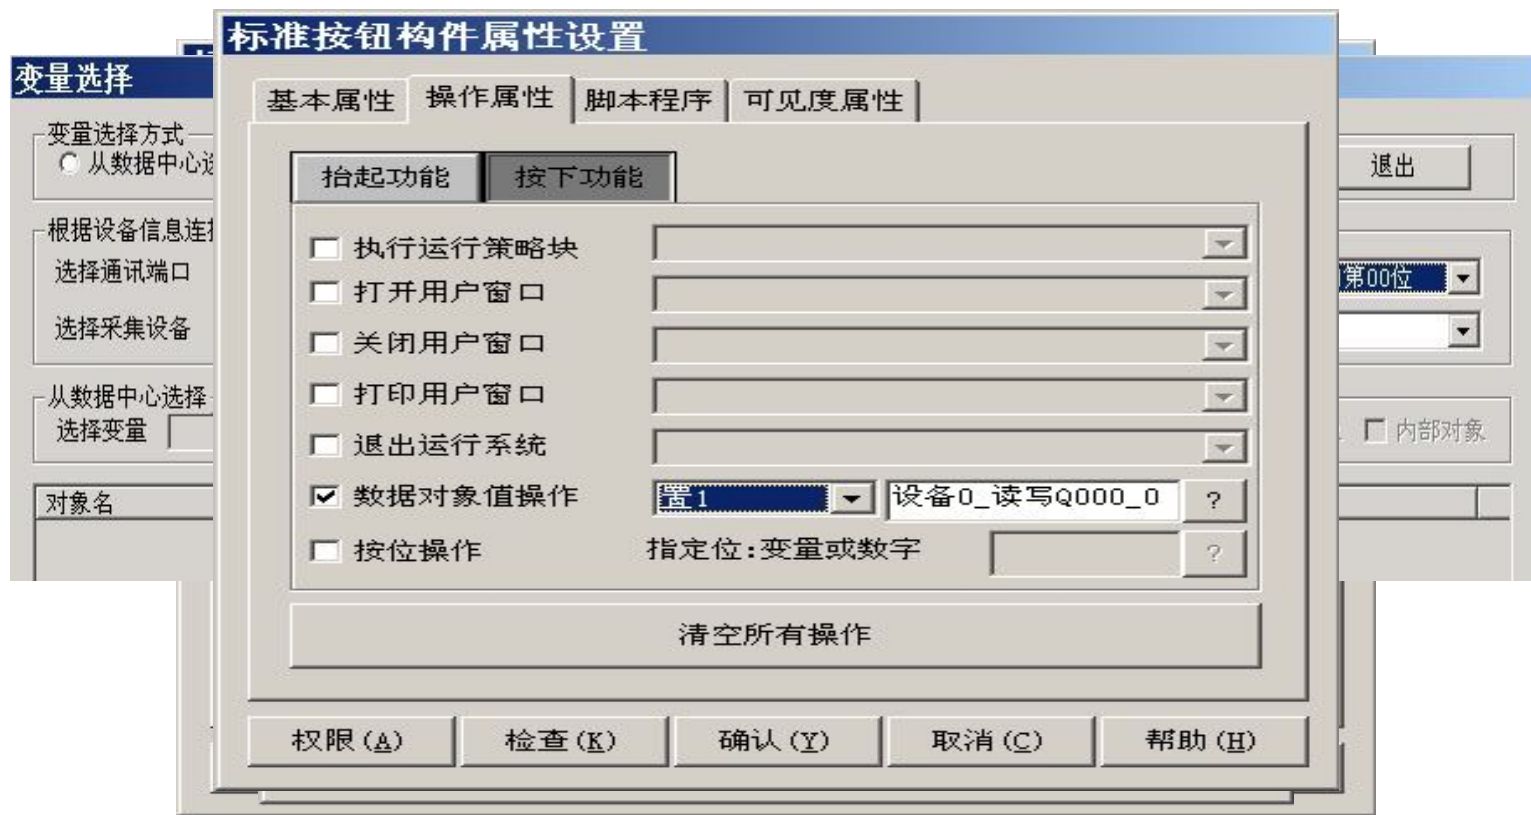 标准按钮构件属性设置
变量选择
基本属性 操作属性 脚本程序 可见度属性
变量选择方式
从数据中心
退出
抬起功能 按下功能
根据设备信息连
执行运行策略块
选择通讯端口
打开用户窗口
第00位
选择采集设备
关闭用户窗口
从数据中心选择
打印用户窗口
选择变量
退出运行系统
内部对象
对象名
数据对象值操作 置1 设备0_读写Q000_0 ?
按位操作 指定位:变量或数字 ?
清空所有操作
权限(A) 检查(K) 确认(Y) 取消(C) 帮助(H)